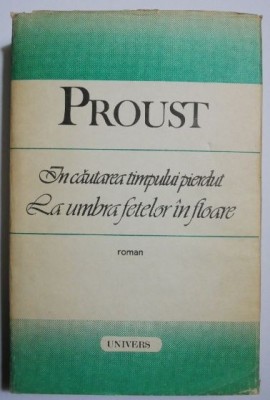 PROUST
În căutarea timpului pierdut
La umbra fetelor în floare
roman
UNIVERS